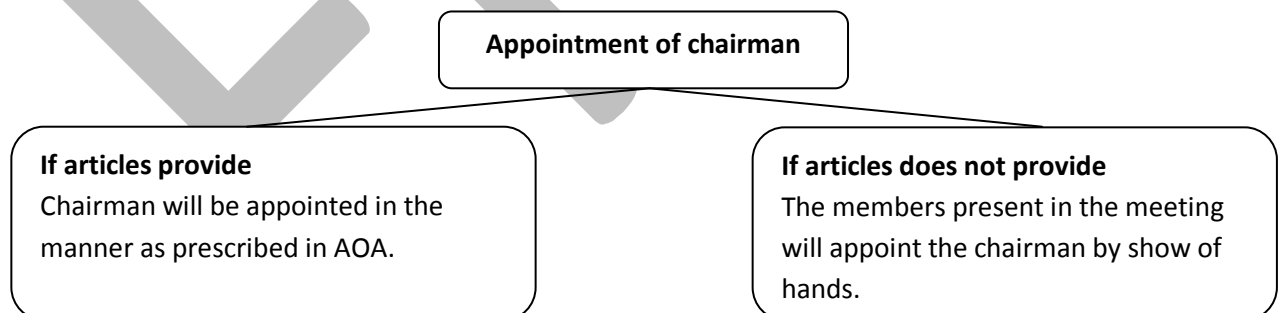 Appointment of chairman
If articles provide
Chairman will be appointed in the
manner as prescribed in AOA.
If articles does not provide
The members present in the meeting
will appoint the chairman by show of
hands.